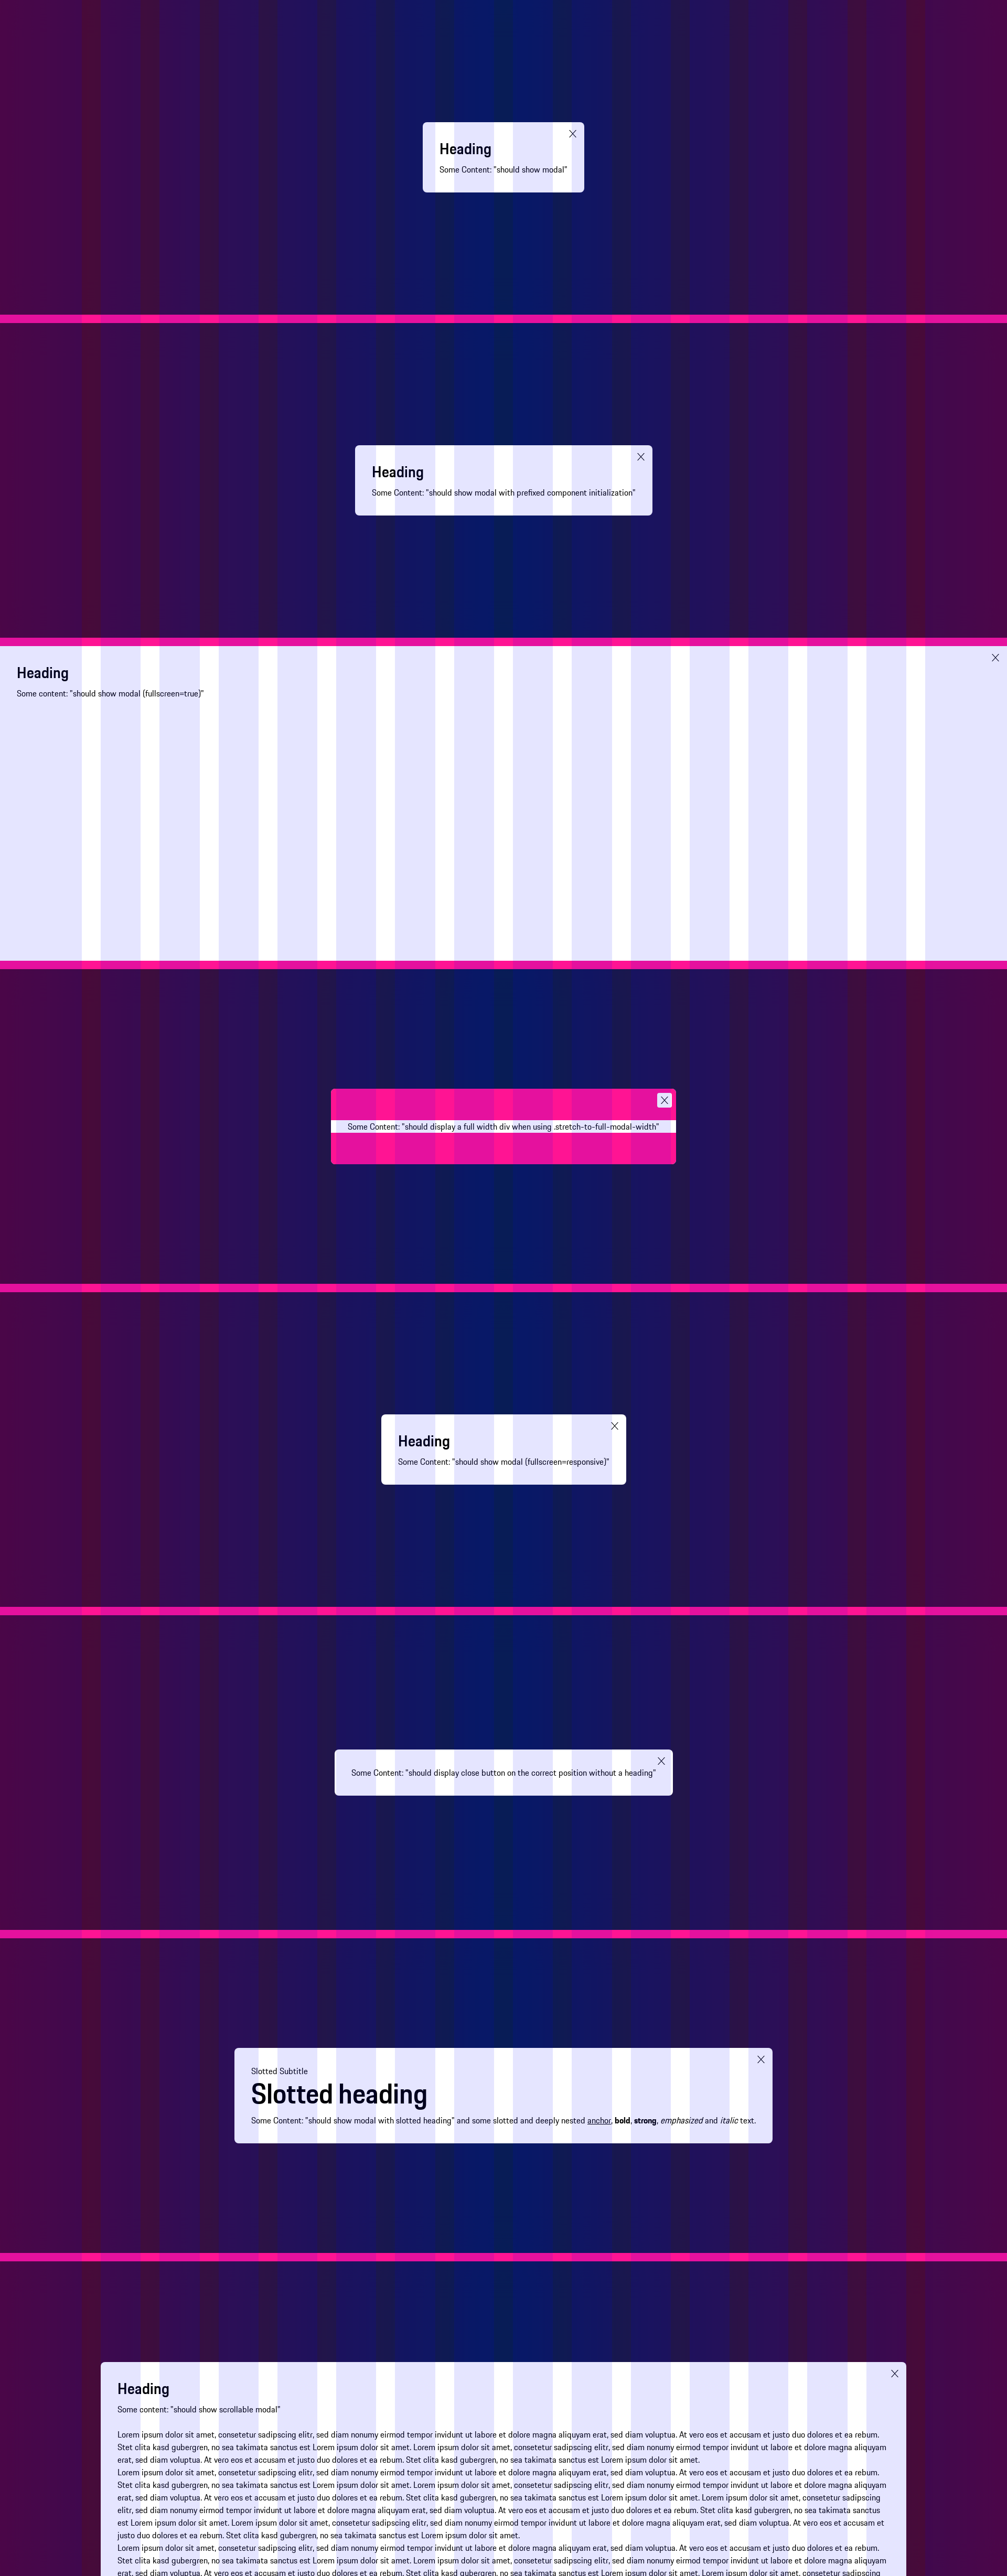 Heading
Some Content: "should show modal"
Heading
Some Content: "should show modal with prefixed component initialization"
Heading
Some content: "should show modal (fullscreen=true)"
Some Content: "should display a full width div when using .stretch-to-full-modal-width"
Heading
Some Content: "should show modal (fullscreen=responsive)"
Some Content: "should display close button on the correct position without a heading"
Slotted Subtitle
Slotted heading
Some Content: "should show modal with slotted heading" and some slotted and deeply nested anchor, bold, strong, emphasized and italic text.
Heading
Some content: "should show scrollable modal"
Lorem ipsum dolor sit amet, consetetur sadipscing elitr, sed diam nonumy eirmod tempor invidunt ut labore et dolore magna aliquyam erat, sed diam voluptua. At vero eos et accusam et justo duo dolores et ea rebum.
Stet clita kasd gubergren, no sea takimata sanctus est Lorem ipsum dolor sit amet. Lorem ipsum dolor sit amet, consetetur sadipscing elitr, sed diam nonumy eirmod tempor invidunt ut labore et dolore magna aliquyam
erat, sed diam voluptua. At vero eos et accusam et justo duo dolores et ea rebum. Stet clita kasd gubergren, no sea takimata sanctus est Lorem ipsum dolor sit amet.
Lorem ipsum dolor sit amet, consetetur sadipscing elitr, sed diam nonumy eirmod tempor invidunt ut labore et dolore magna aliquyam erat, sed diam voluptua. At vero eos et accusam et justo duo dolores et ea rebum.
Stet clita kasd gubergren, no sea takimata sanctus est Lorem ipsum dolor sit amet. Lorem ipsum dolor sit amet, consetetur sadipscing elitr, sed diam nonumy eirmod tempor invidunt ut labore et dolore magna aliquyam
erat, sed diam voluptua. At vero eos et accusam et justo duo dolores et ea rebum. Stet clita kasd gubergren, no sea takimata sanctus est Lorem ipsum dolor sit amet. Lorem ipsum dolor sit amet, consetetur sadipscing
elitr, sed diam nonumy eirmod tempor invidunt ut labore et dolore magna aliquyam erat, sed diam voluptua. At vero eos et accusam et justo duo dolores et ea rebum. Stet clita kasd gubergren, no sea takimata sanctus
est Lorem ipsum dolor sit amet. Lorem ipsum dolor sit amet, consetetur sadipscing elitr, sed diam nonumy eirmod tempor invidunt ut labore et dolore magna aliquyam erat, sed diam voluptua. At vero eos et accusam et
justo duo dolores et ea rebum. Stet clita kasd gubergren, no sea takimata sanctus est Lorem ipsum dolor sit amet.
Lorem ipsum dolor sit amet, consetetur sadipscing elitr, sed diam nonumy eirmod tempor invidunt ut labore et dolore magna aliquyam erat, sed diam voluptua. At vero eos et accusam et justo duo dolores et ea rebum.
Stet clita kasd gubergren, no sea takimata sanctus est Lorem ipsum dolor sit amet. Lorem ipsum dolor sit amet, consetetur sadipscing elitr, sed diam nonumy eirmod tempor invidunt ut labore et dolore magna aliquyam
erat, sed diam voluptua. At vero eos et accusam et justo duo dolores et ea rebum. Stet clita kasd gubergren, no sea takimata sanctus est Lorem ipsum dolor sit amet. Lorem ipsum dolor sit amet, consetetur sadipscing